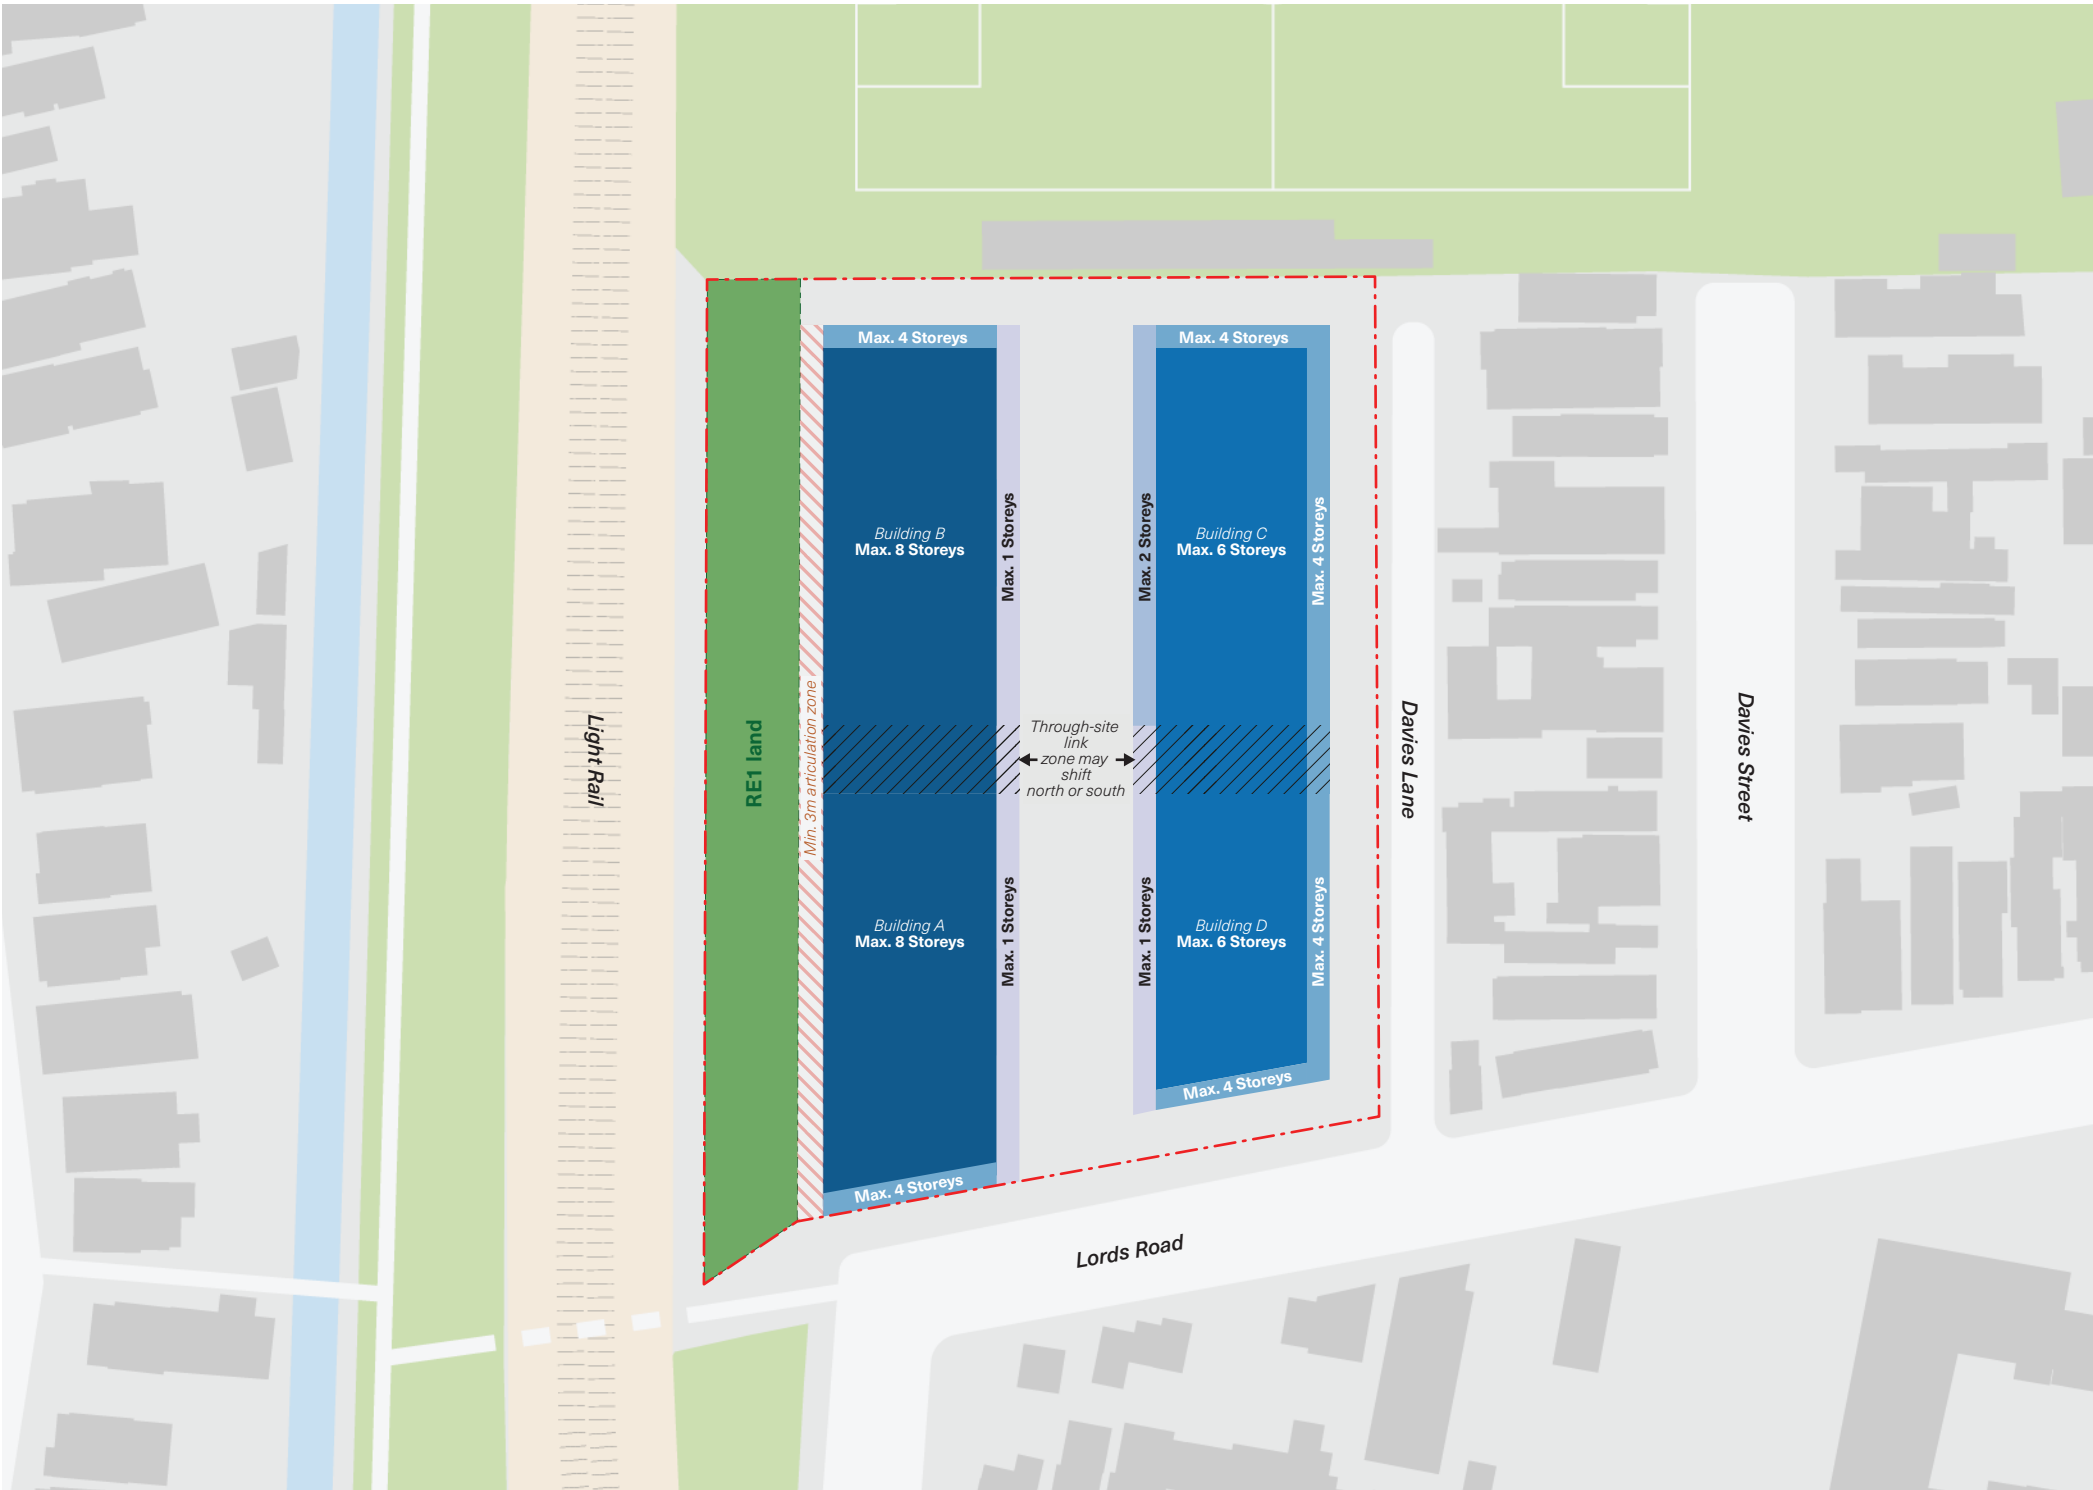 Max. 4 Storeys
Max. 4 Storeys
Building B
Max. 8 Storeys
Max. 1 Storeys
Max. 2 Storeys
Building C
Max. 6 Storeys
Max. 4 Storeys
Light Rail
RE1 land
Min. 3m articulation zone
Through-site
link
zone may
shift
north or south
Davies Lane
Davies Street
Building A
Max. 8 Storeys
Max. 1 Storeys
Max. 1 Storeys
Building D
Max. 6 Storeys
Max. 4 Storeys
Max. 4 Storeys
Max. 4 Storeys
Lords Road